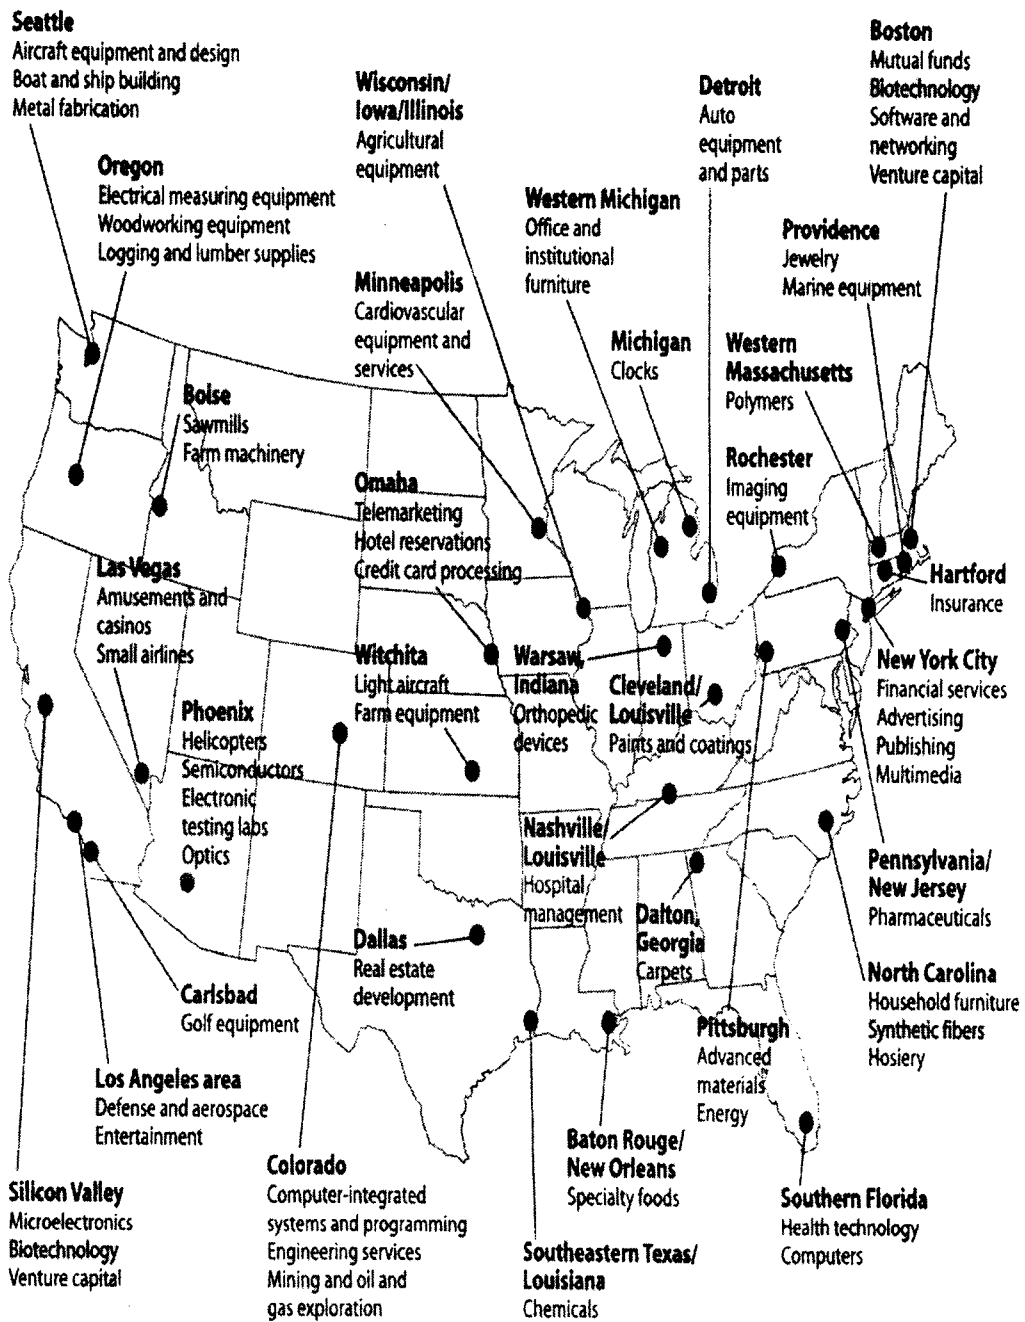 Seattle
Aircraft equipment and design
Boat and ship building
Metal fabrication
Oregon
Electrical measuring equipment
Woodworking equipment
Logging and lumber supplies
Wisconsin/
Iowa/Illinois
Agricultural
equipment
Detroit
Auto
equipment
and parts
Boston
Mutual funds
Biotechnology
Software and
networking
Venture capital
Western Michigan
Office and
institutional
furniture
Providence
Jewelry
Marine equipment
Minneapolis
Cardiovascular
equipment and
services
Michigan
Clocks
Western
Massachusetts
Polymers
Boise
Sawmills
Farm machinery
Rochester
Imaging
equipment
Omaha
Telemarketing
Hotel reservations
Credit card processing
Las Vegas
Amusements and
casinos
Small airlines
Hartford
Insurance
Witchita
Light aircraft
Farm equipment
Warsaw,
Indiana
Orthopedic
devices
Cleveland/
Louisville
Paints and coatings
New York City
Financial services
Advertising
Publishing
Multimedia
Phoenix
Helicopters
Semiconductors
Electronic
testing labs
Optics
Nashville/
Louisville
Hospital
management
Dalton,
Georgia
Carpets
Pennsylvania/
New Jersey
Pharmaceuticals
Dallas
Real estate
development
North Carolina
Household furniture
Synthetic fibers
Hosiery
Carlsbad
Golf equipment
Pittsburgh
Advanced
materials
Energy
Los Angeles area
Defense and aerospace
Entertainment
Baton Rouge/
New Orleans
Specialty foods
Silicon Valley
Microelectronics
Biotechnology
Venture capital
Colorado
Computer-integrated
systems and programming
Engineering services
Mining and oil and
gas exploration
Southeastern Texas/
Louisiana
Chemicals
Southern Florida
Health technology
Computers